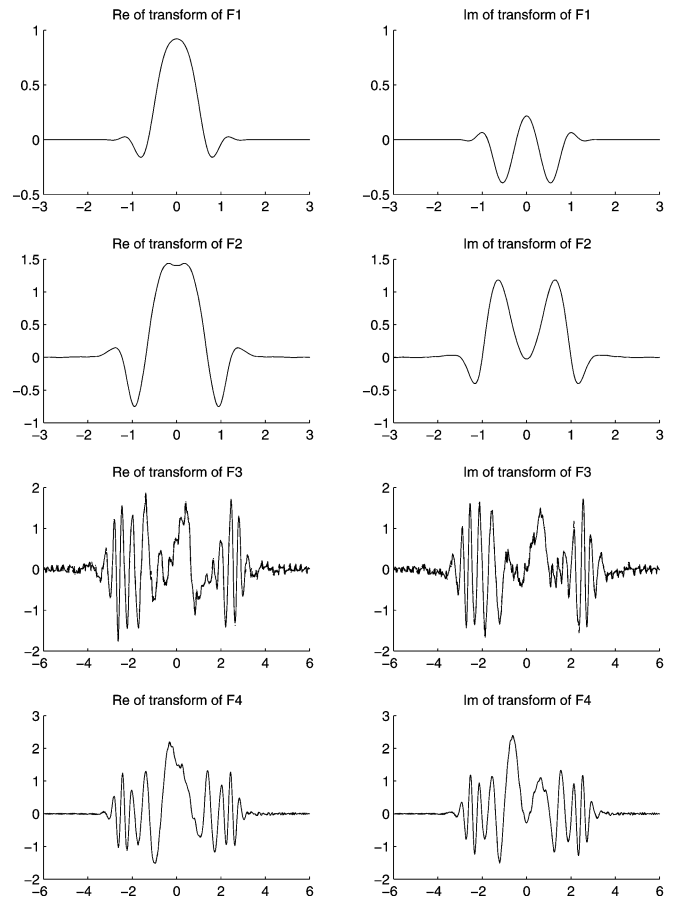 Re of transform of F1
Im of transform of F1
1
0.5
0
−0.5
−3 −2 −1 0 1 2 3
1
0.5
0
−0.5
−3 −2 −1 0 1 2 3
Re of transform of F2
Im of transform of F2
1.5
1
0.5
0
−0.5
−1
−3 −2 −1 0 1 2 3
1.5
1
0.5
0
−0.5
−1
−3 −2 −1 0 1 2 3
Re of transform of F3
Im of transform of F3
2
1
0
−1
−2
−6 −4 −2 0 2 4 6
2
1
0
−1
−2
−6 −4 −2 0 2 4 6
Re of transform of F4
Im of transform of F4
3
2
1
0
−1
−2
−6 −4 −2 0 2 4 6
3
2
1
0
−1
−2
−6 −4 −2 0 2 4 6